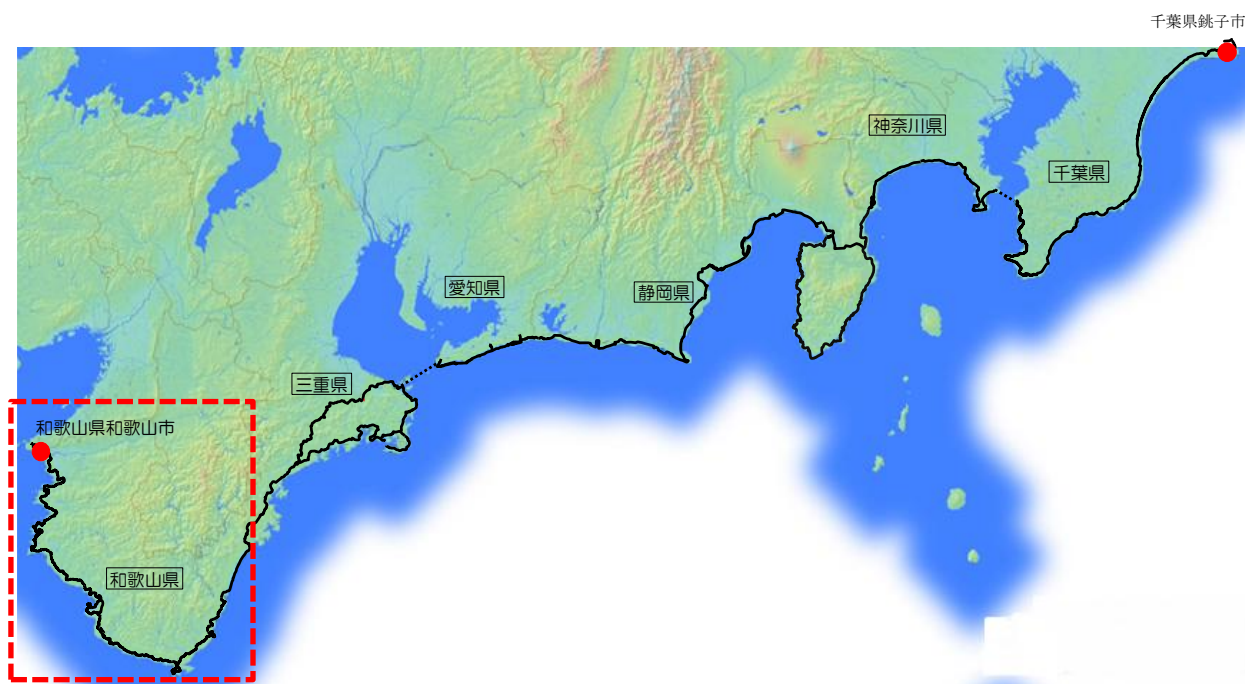 千葉県銚子市
神奈川県
千葉県
愛知県
静岡県
三重県
和歌山県和歌山市
和歌山県